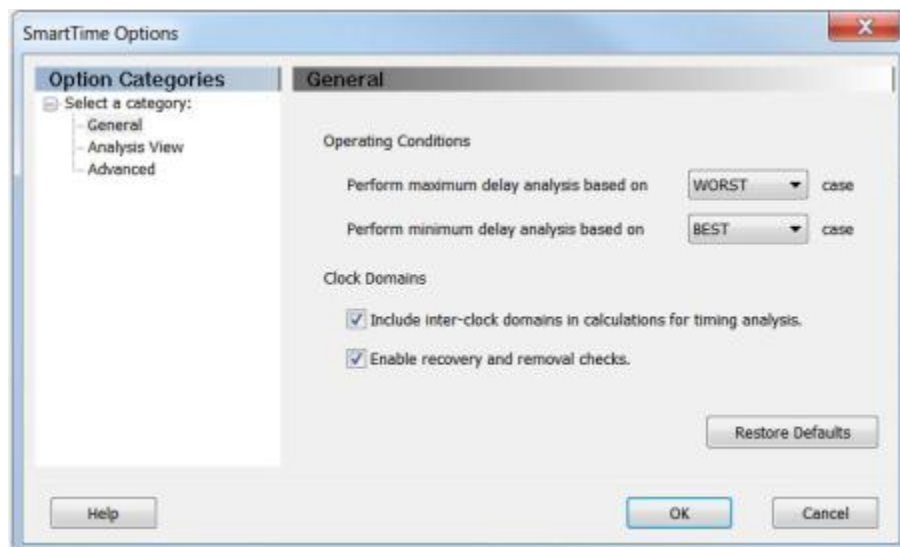 SmartTime Options
Option Categories
Select a category:
General
Analysis View
Advanced
General
Operating Conditions
Perform maximum delay analysis based on WORST case
Perform minimum delay analysis based on BEST case
Clock Domains
Include inter-clock domains in calculations for timing analysis.
Enable recovery and removal checks.
Restore Defaults
Help OK Cancel